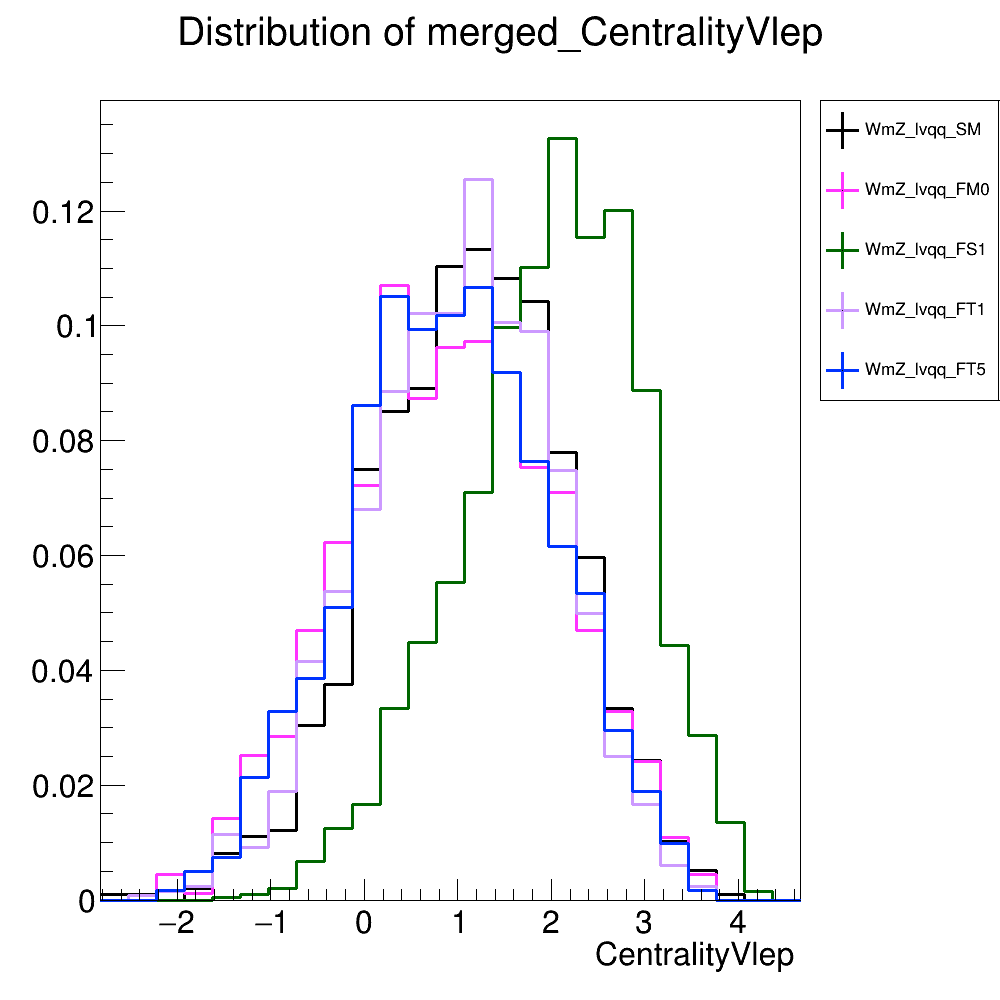 Distribution of merged_CentralityVlep
WmZ_lvqq_SM
WmZ_lvqq_FM0
WmZ_lvqq_FS1
WmZ_lvqq_FT1
WmZ_lvqq_FT5
0.12
0.1
0.08
0.06
0.04
0.02
0
−2 −1 0 1 2 3 4
CentralityVlep